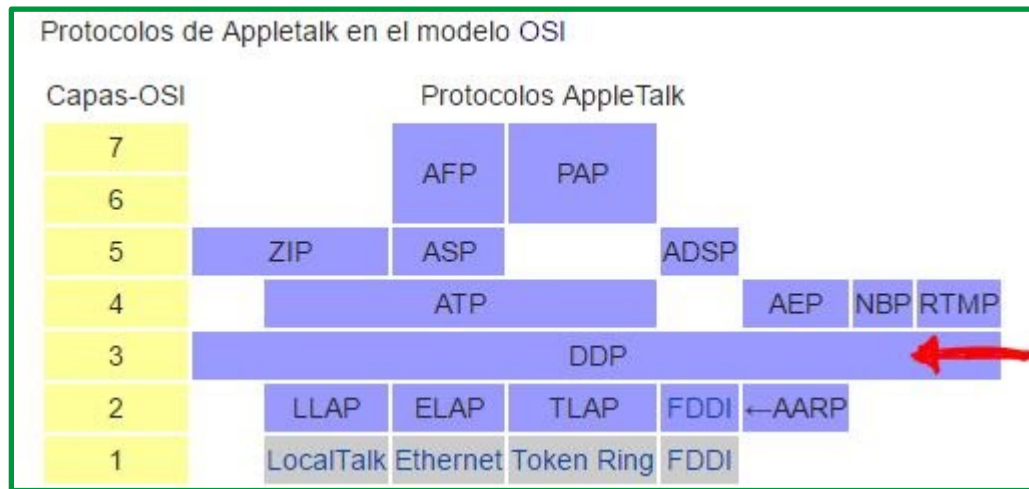 Protocolos de Appletalk en el modelo OSI
Capas-OSI Protocolos AppleTalk
7
AFP PAP
6
5 ZIP ASP ADSP
4 ATP AEP NBP RTMP
3 DDP
2 LLAP ELAP TLAP FDDI ←AARP
1 LocalTalk Ethernet Token Ring FDDI